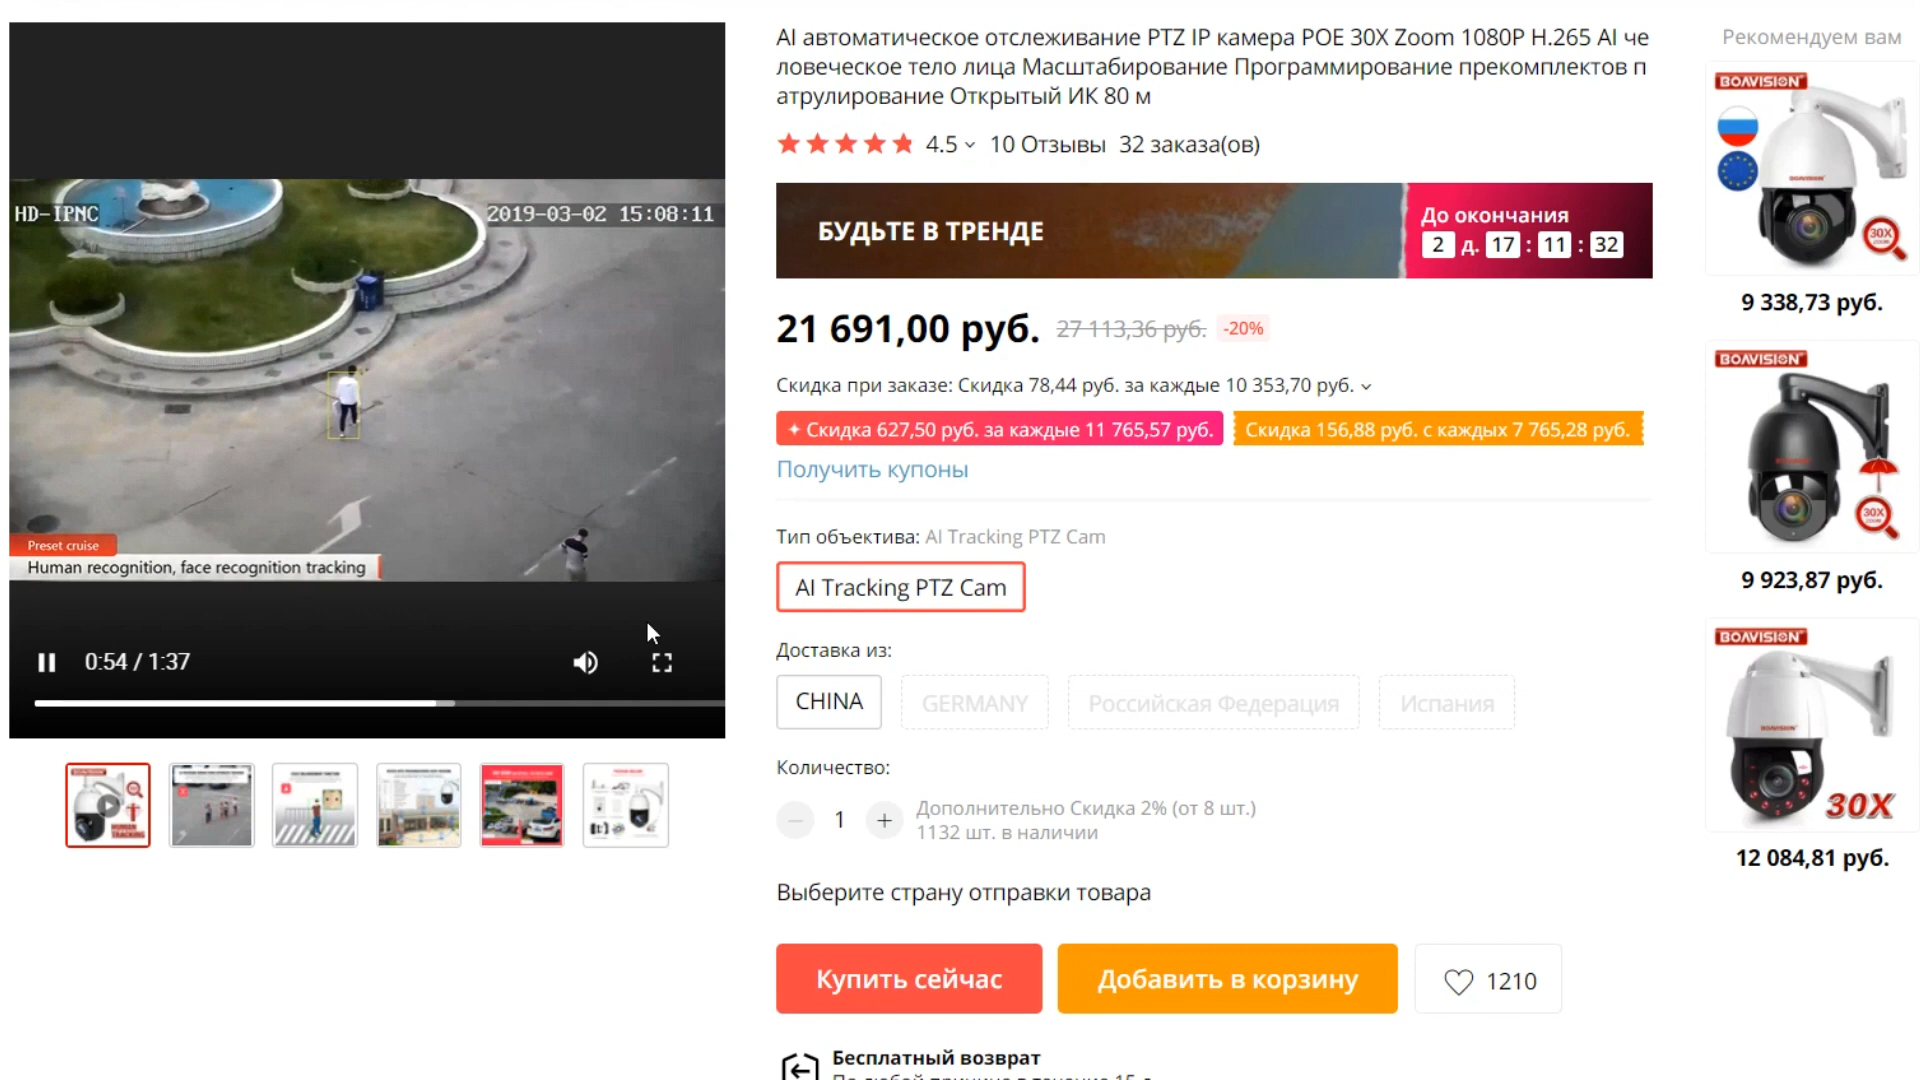 HD-IPNC
2019-03-02 15:08:11
Preset cruise
Human recognition, face recognition tracking
0:54 / 1:37
AI автоматическое отслеживание PTZ IP камера POE 30X Zoom 1080P H.265 AI че
ловеческое тело лица Масштабирование Программирование прекомплектов п
атрулирование Открытый ИК 80 м
4.5 10 Отзывы 32 заказа(ов)
БУДЬТЕ В ТРЕНДЕ
До окончания
2 д. 17 : 11 : 32
21 691,00 руб. 27 113,36 руб. -20%
Скидка при заказе: Скидка 78,44 руб. за каждые 10 353,70 руб.
Скидка 627,50 руб. за каждые 11 765,57 руб.
Скидка 156,88 руб. с каждых 7 765,28 руб.
Получить купоны
Тип объектива: AI Tracking PTZ Cam
AI Tracking PTZ Cam
Доставка из:
CHINA GERMANY Российская Федерация Испания
Количество:
1
Дополнительно Скидка 2% (от 8 шт.)
1132 шт. в наличии
Выберите страну отправки товара
Купить сейчас
Добавить в корзину
1210
Бесплатный возврат
Рекомендуем вам
BOAVISION
30X
9 338,73 руб.
BOAVISION
30X
9 923,87 руб.
BOAVISION
30X
12 084,81 руб.